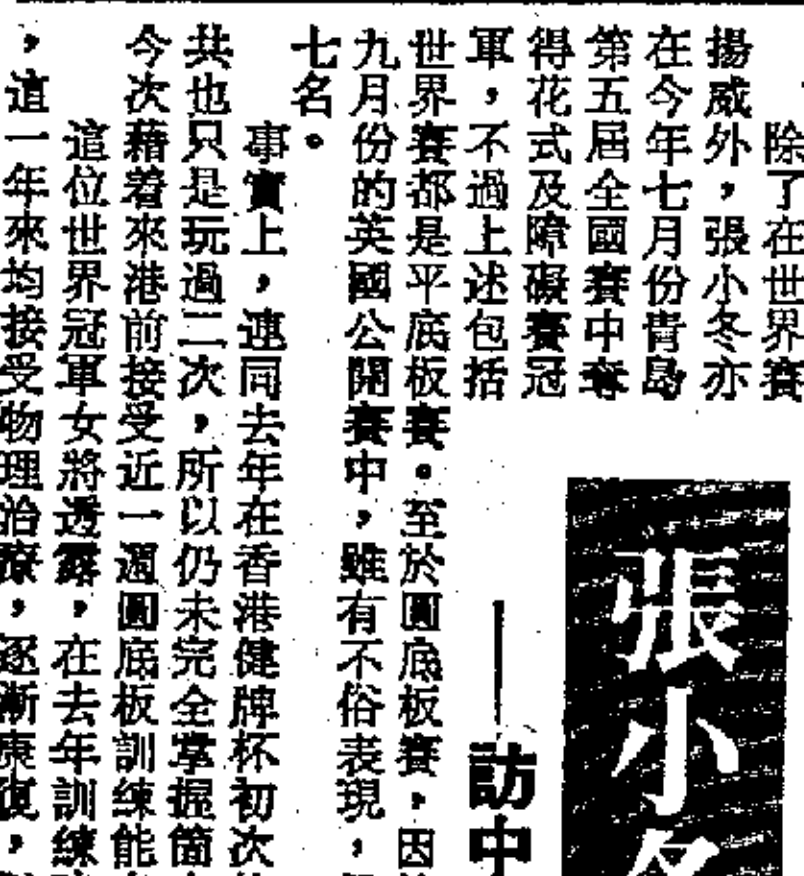 除了在世界賽
揚威外，張小冬亦
在今年七月份青島
第五屆全國賽中奪
得花式及障礙賽冠
軍，不過上述包括
世界賽都是平底板賽。至於圓底板賽，因
九月份的英國公開賽中，雖有不俗表現，
七名。
事實上，連同去年在香港健牌杯初次
共也只是玩過二次，所以仍未完全掌握箇
今次藉着來港前接受近一週圓底板訓練能
這位世界冠軍女將透露，在去年訓練
，這一年來均接受物理治療，逐漸康復，
張小冬
——訪中